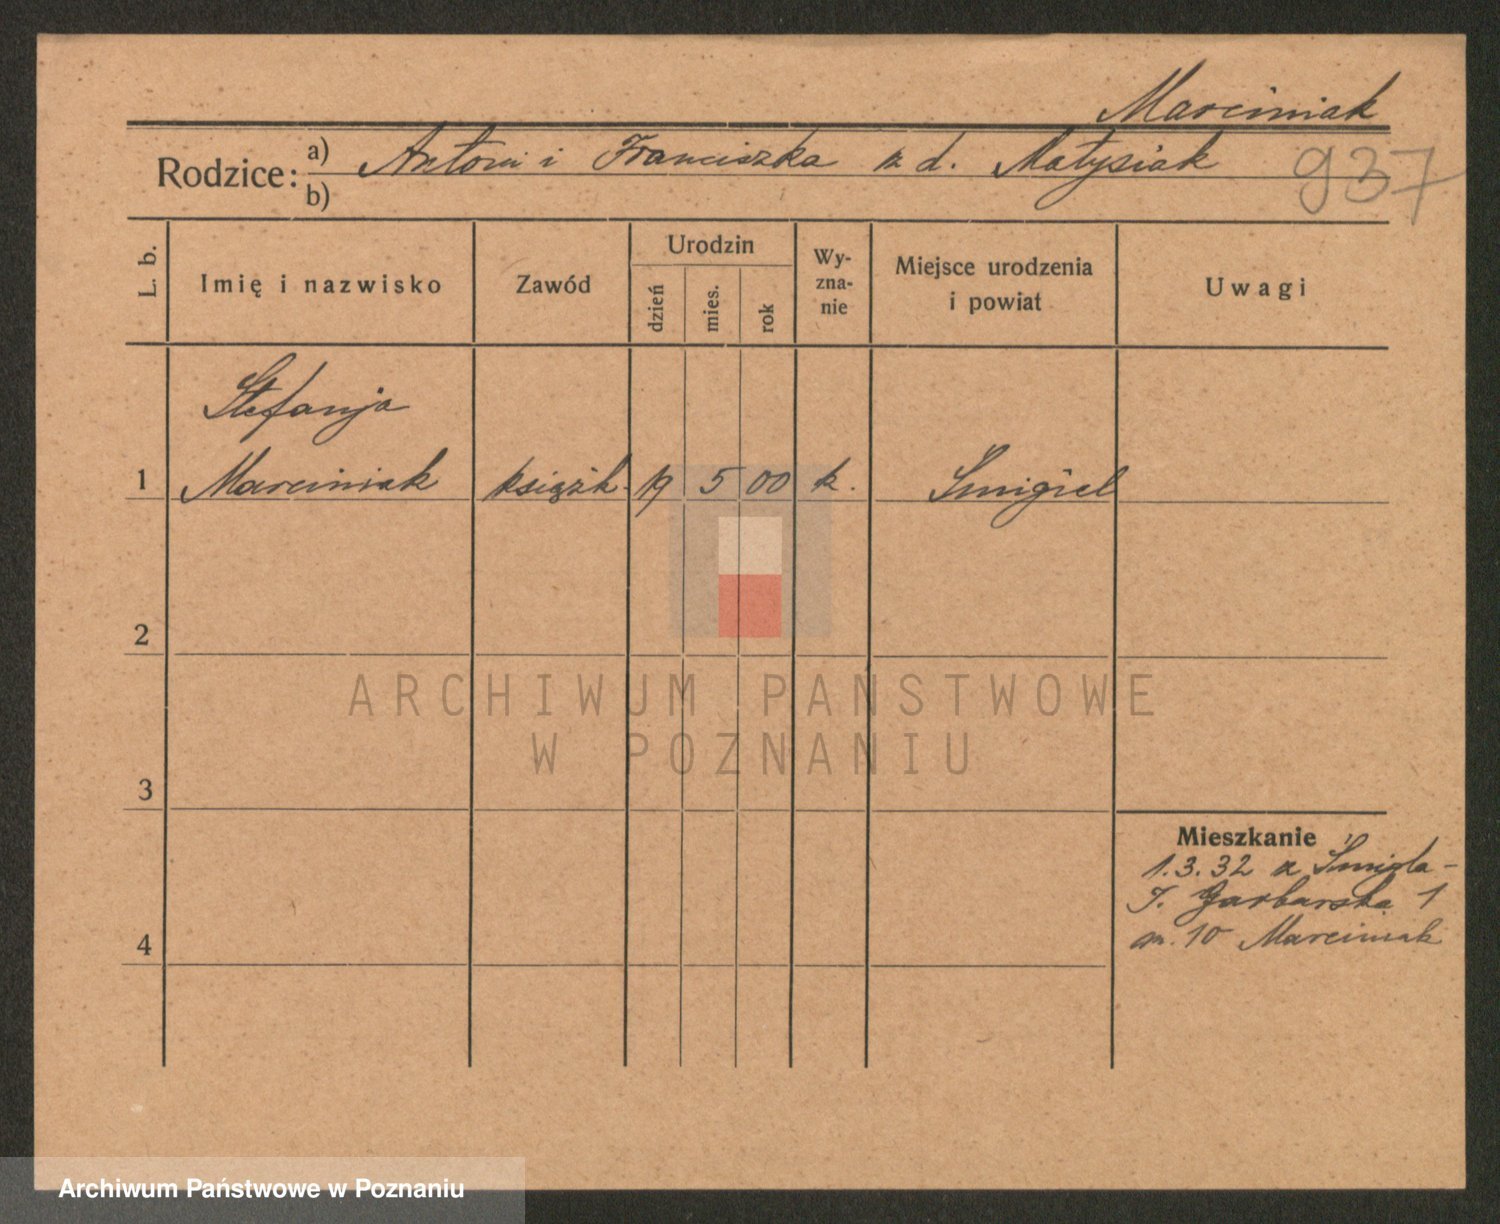 Marciniak
Rodzice: a) Antoni i Franciszka z d. Matysiak 937
b)
L. b.
Imię i nazwisko
Zawód
Urodzin
dzień
mies.
rok
Wy-
zna-
nie
Miejsce urodzenia
i powiat
Uwagi
Stefanja
1 Marciniak książk. 19 5 00 k. Śmigiel
2
ARCHIWUM PAŃSTWOWE
W POZNANIU
3
Mieszkanie
1.3.32 z Śmigla -
Garbarska 1
m. 10 Marciniak
4
Archiwum Państwowe w Poznaniu